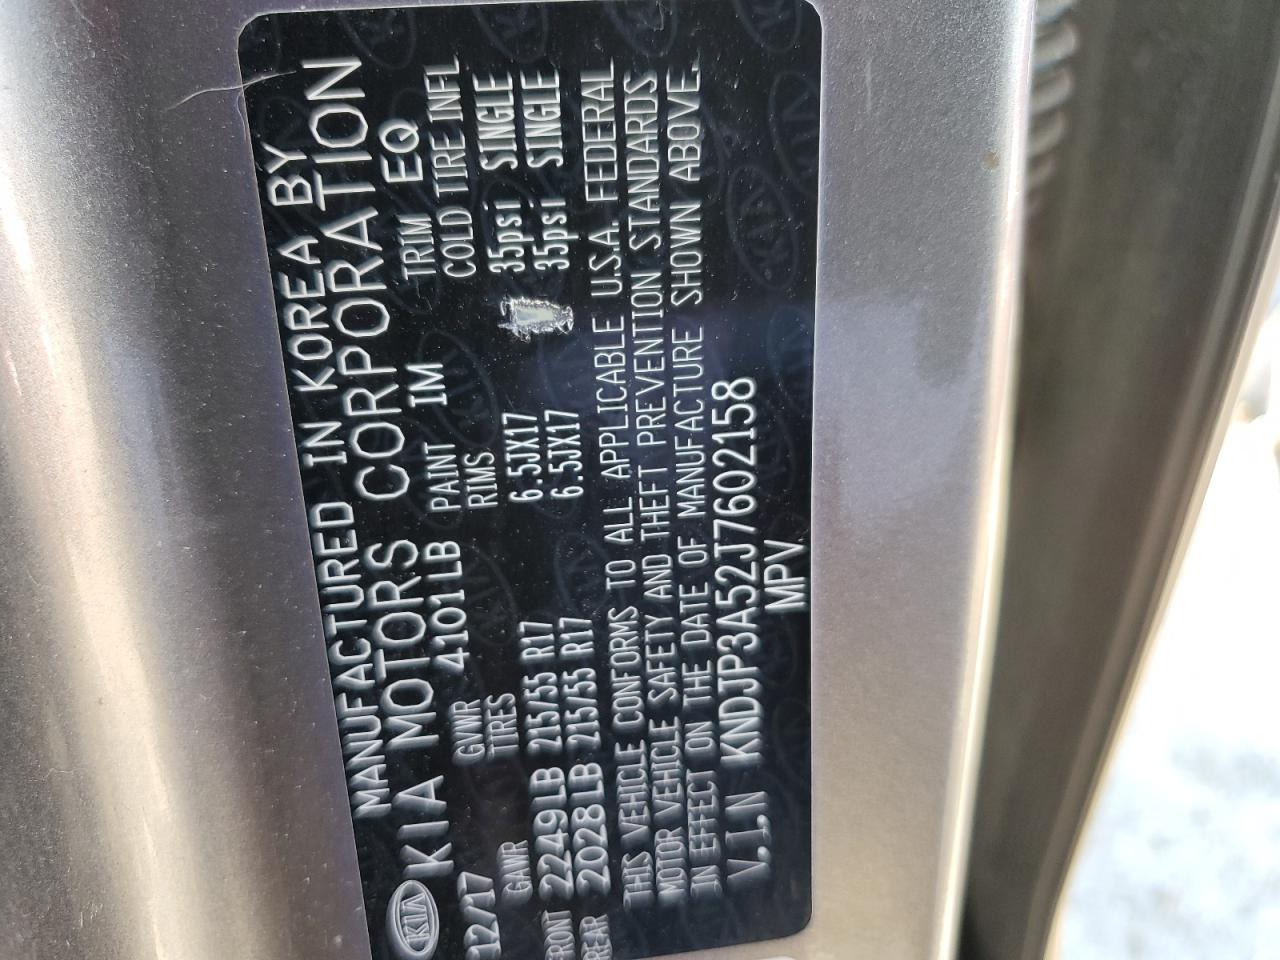 MANUFACTURED IN KOREA BY
KIA KIA MOTORS CORPORATION
12/17 GVWR 4101LB PAINT IM TRIM EQ
GAWR TIRES RIMS COLD TIRE INFL
FRONT 2249LB 215/55 R17 6.5JX17 35psi SINGLE
REAR 2028LB 215/55 R17 6.5JX17 35psi SINGLE
THIS VEHICLE CONFORMS TO ALL APPLICABLE U.S.A. FEDERAL
MOTOR VEHICLE SAFETY AND THEFT PREVENTION STANDARDS
IN EFFECT ON THE DATE OF MANUFACTURE SHOWN ABOVE.
V.I.N KNDJP3A52J7602158
MPV